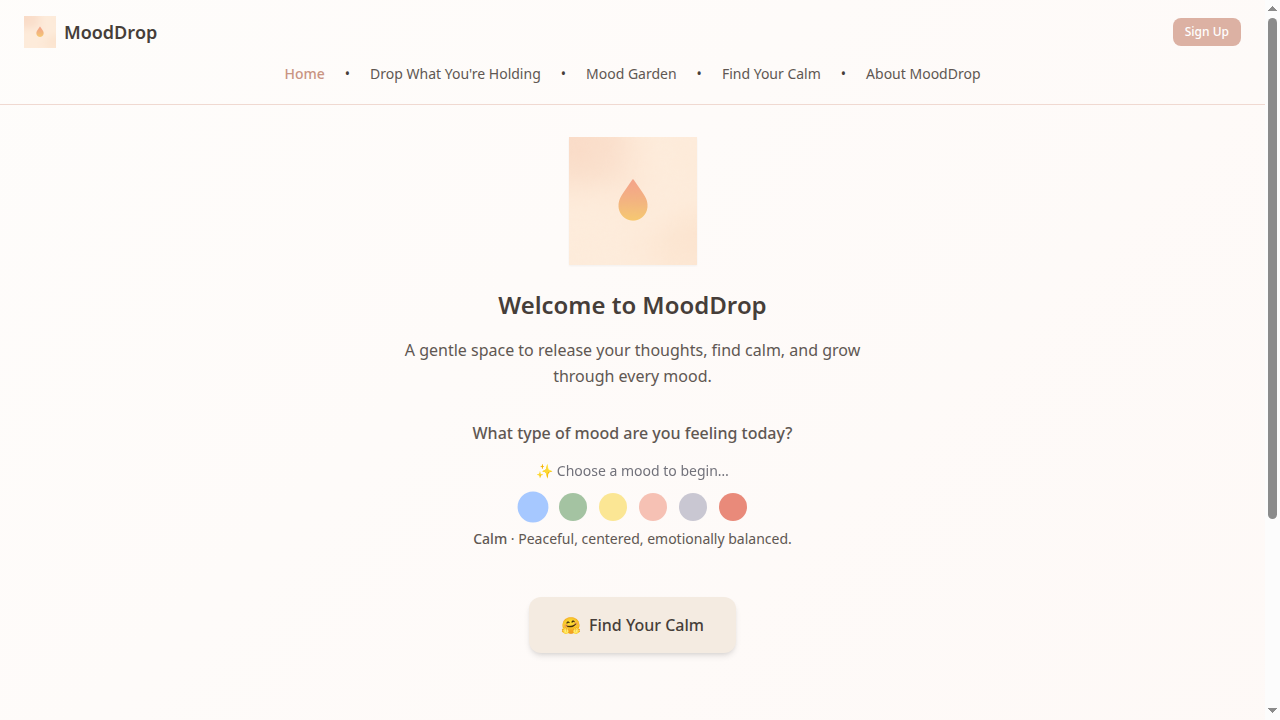 MoodDrop
Sign Up
Home • Drop What You're Holding • Mood Garden • Find Your Calm • About MoodDrop
Welcome to MoodDrop
A gentle space to release your thoughts, find calm, and grow
through every mood.
What type of mood are you feeling today?
✨ Choose a mood to begin...
Calm · Peaceful, centered, emotionally balanced.
🤗 Find Your Calm